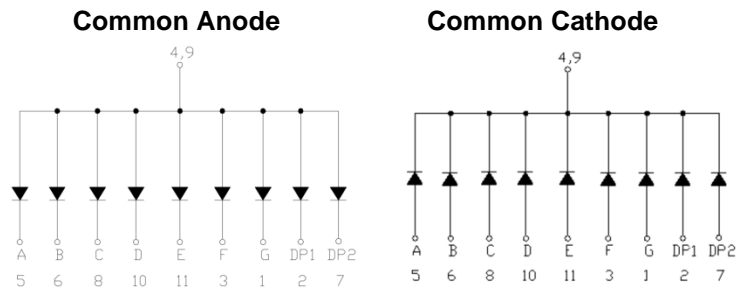 Common Anode
4,9
A B C D E F G DP1 DP2
5 6 8 10 11 3 1 2 7
Common Cathode
4,9
A B C D E F G DP1 DP2
5 6 8 10 11 3 1 2 7